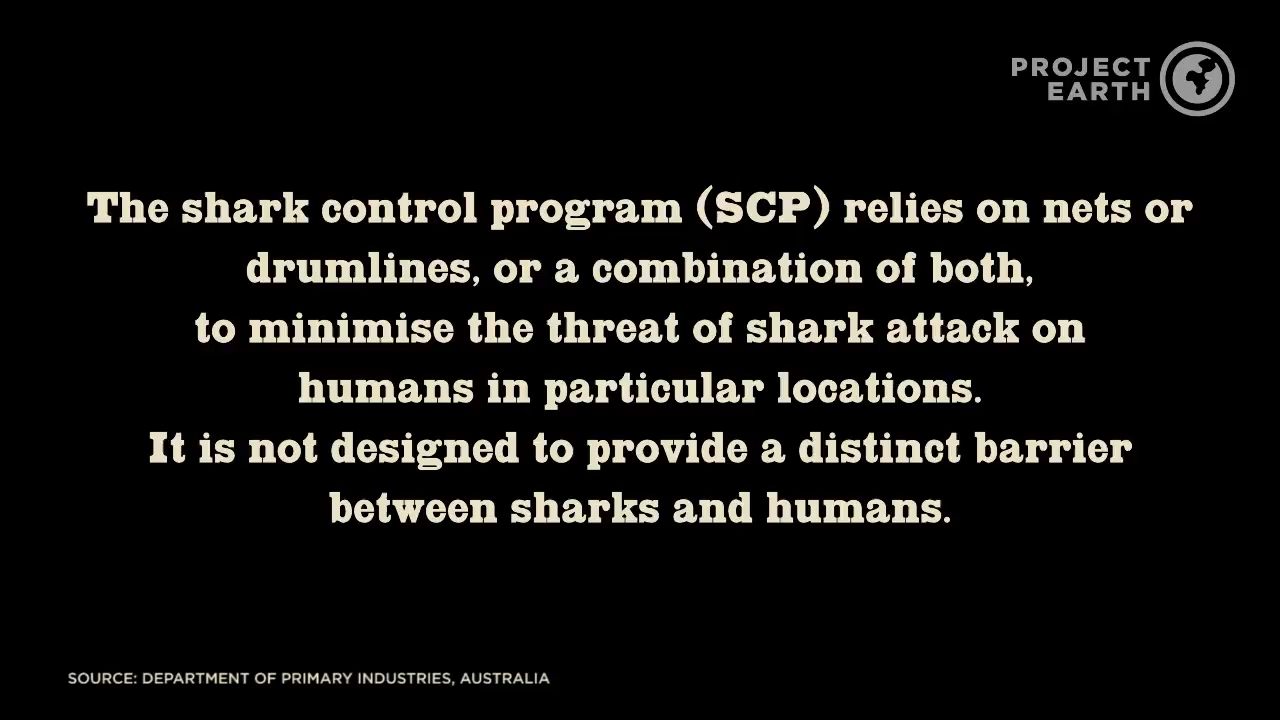 PROJECT
EARTH
The shark control program (SCP) relies on nets or
drumlines, or a combination of both,
to minimise the threat of shark attack on
humans in particular locations.
It is not designed to provide a distinct barrier
between sharks and humans.
SOURCE: DEPARTMENT OF PRIMARY INDUSTRIES, AUSTRALIA